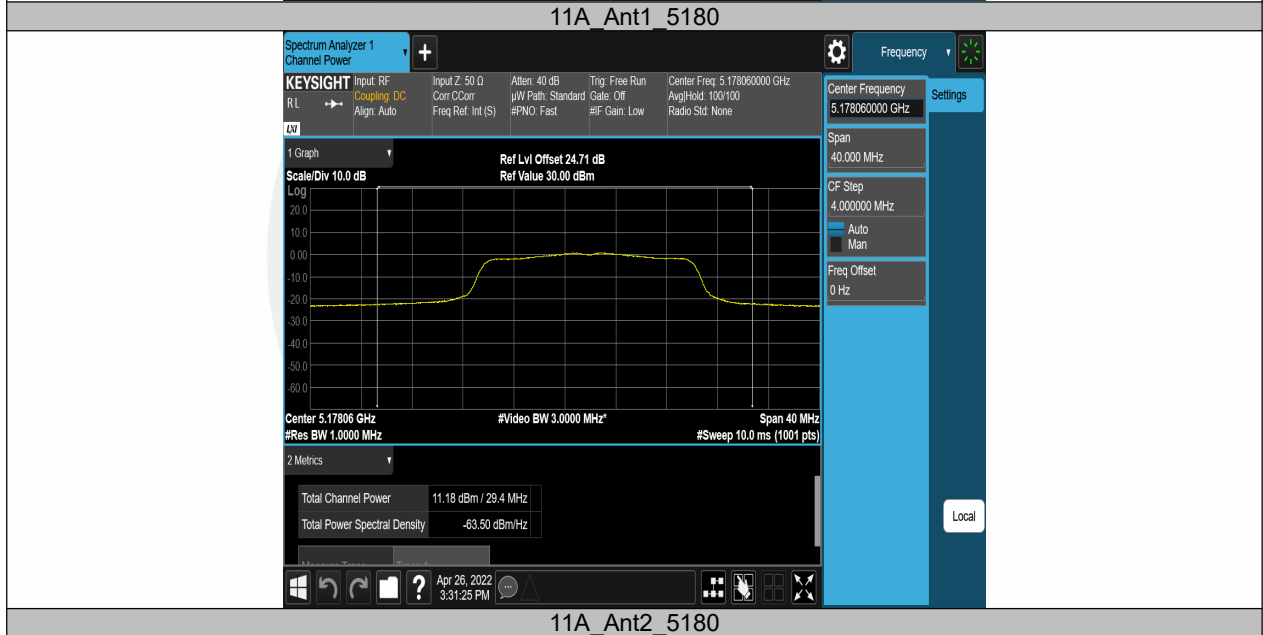 11A_Ant1_5180
Spectrum Analyzer 1
Channel Power
+
Frequency
KEYSIGHT
Input: RF
Input Z: 50 Ω
Atten: 40 dB
Trig: Free Run
Center Freq: 5.178060000 GHz
RL
Coupling: DC
Corr CCorr
µW Path: Standard
Gate: Off
Avg|Hold: 100/100
Align: Auto
Freq Ref: Int (S)
#PNO: Fast
#IF Gain: Low
Radio Std: None
LXI
Center Frequency
5.178060000 GHz
Settings
Span
40.000 MHz
CF Step
4.000000 MHz
Auto
Man
Freq Offset
0 Hz
1 Graph
Ref Lvl Offset 24.71 dB
Scale/Div 10.0 dB
Ref Value 30.00 dBm
Log
20.0
10.0
0.00
-10.0
-20.0
-30.0
-40.0
-50.0
-60.0
Center 5.17806 GHz
#Video BW 3.0000 MHz*
Span 40 MHz
#Res BW 1.0000 MHz
#Sweep 10.0 ms (1001 pts)
2 Metrics
Total Channel Power
11.18 dBm / 29.4 MHz
Total Power Spectral Density
-63.50 dBm/Hz
Local
?
Apr 26, 2022
3:31:25 PM
11A_Ant2_5180